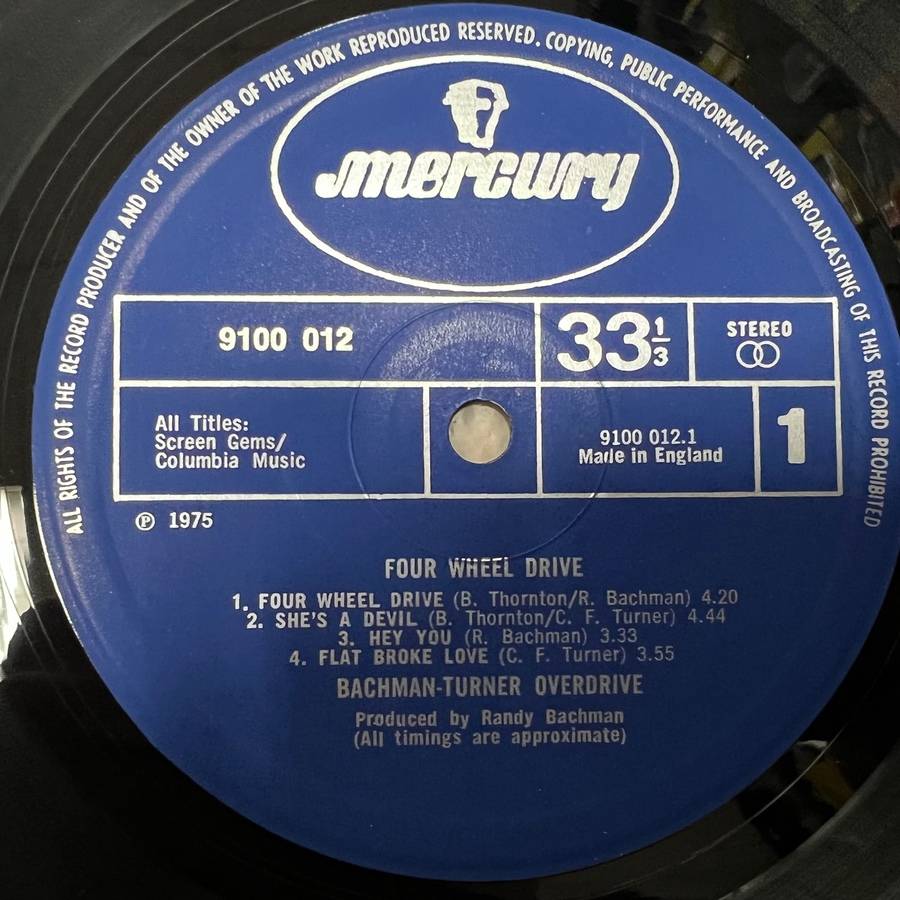 ALL RIGHTS OF THE RECORD PRODUCER AND OF THE OWNER OF THE WORK REPRODUCED RESERVED. COPYING, PUBLIC PERFORMANCE AND BROADCASTING OF THIS RECORD PROHIBITED
mercury
9100 012
33 1/3
STEREO
All Titles:
Screen Gems/
Columbia Music
9100 012.1
Made in England
1
℗ 1975
FOUR WHEEL DRIVE
1. FOUR WHEEL DRIVE (B. Thornton/R. Bachman) 4.20
2. SHE'S A DEVIL (B. Thornton/C. F. Turner) 4.44
3. HEY YOU (R. Bachman) 3.33
4. FLAT BROKE LOVE (C. F. Turner) 3.55
BACHMAN-TURNER OVERDRIVE
Produced by Randy Bachman
(All timings are approximate)